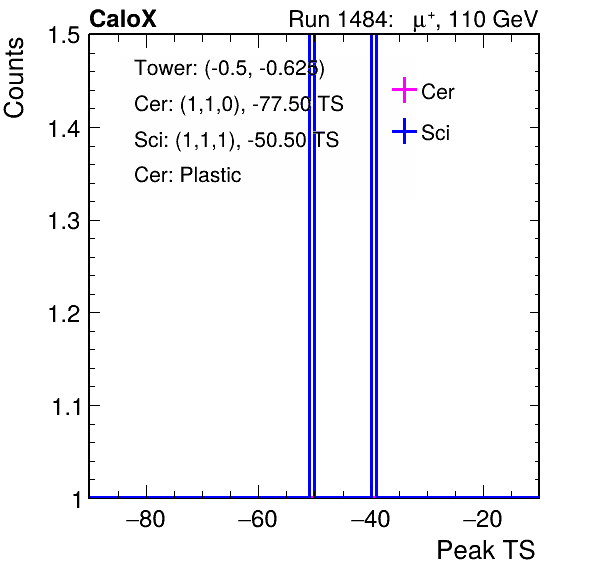 CaloX Run 1484: μ⁺, 110 GeV
Counts
1.5
1.4
1.3
1.2
1.1
1
Tower: (-0.5, -0.625)
Cer: (1,1,0), -77.50 TS
Sci: (1,1,1), -50.50 TS
Cer: Plastic
Cer
Sci
−80 −60 −40 −20
Peak TS